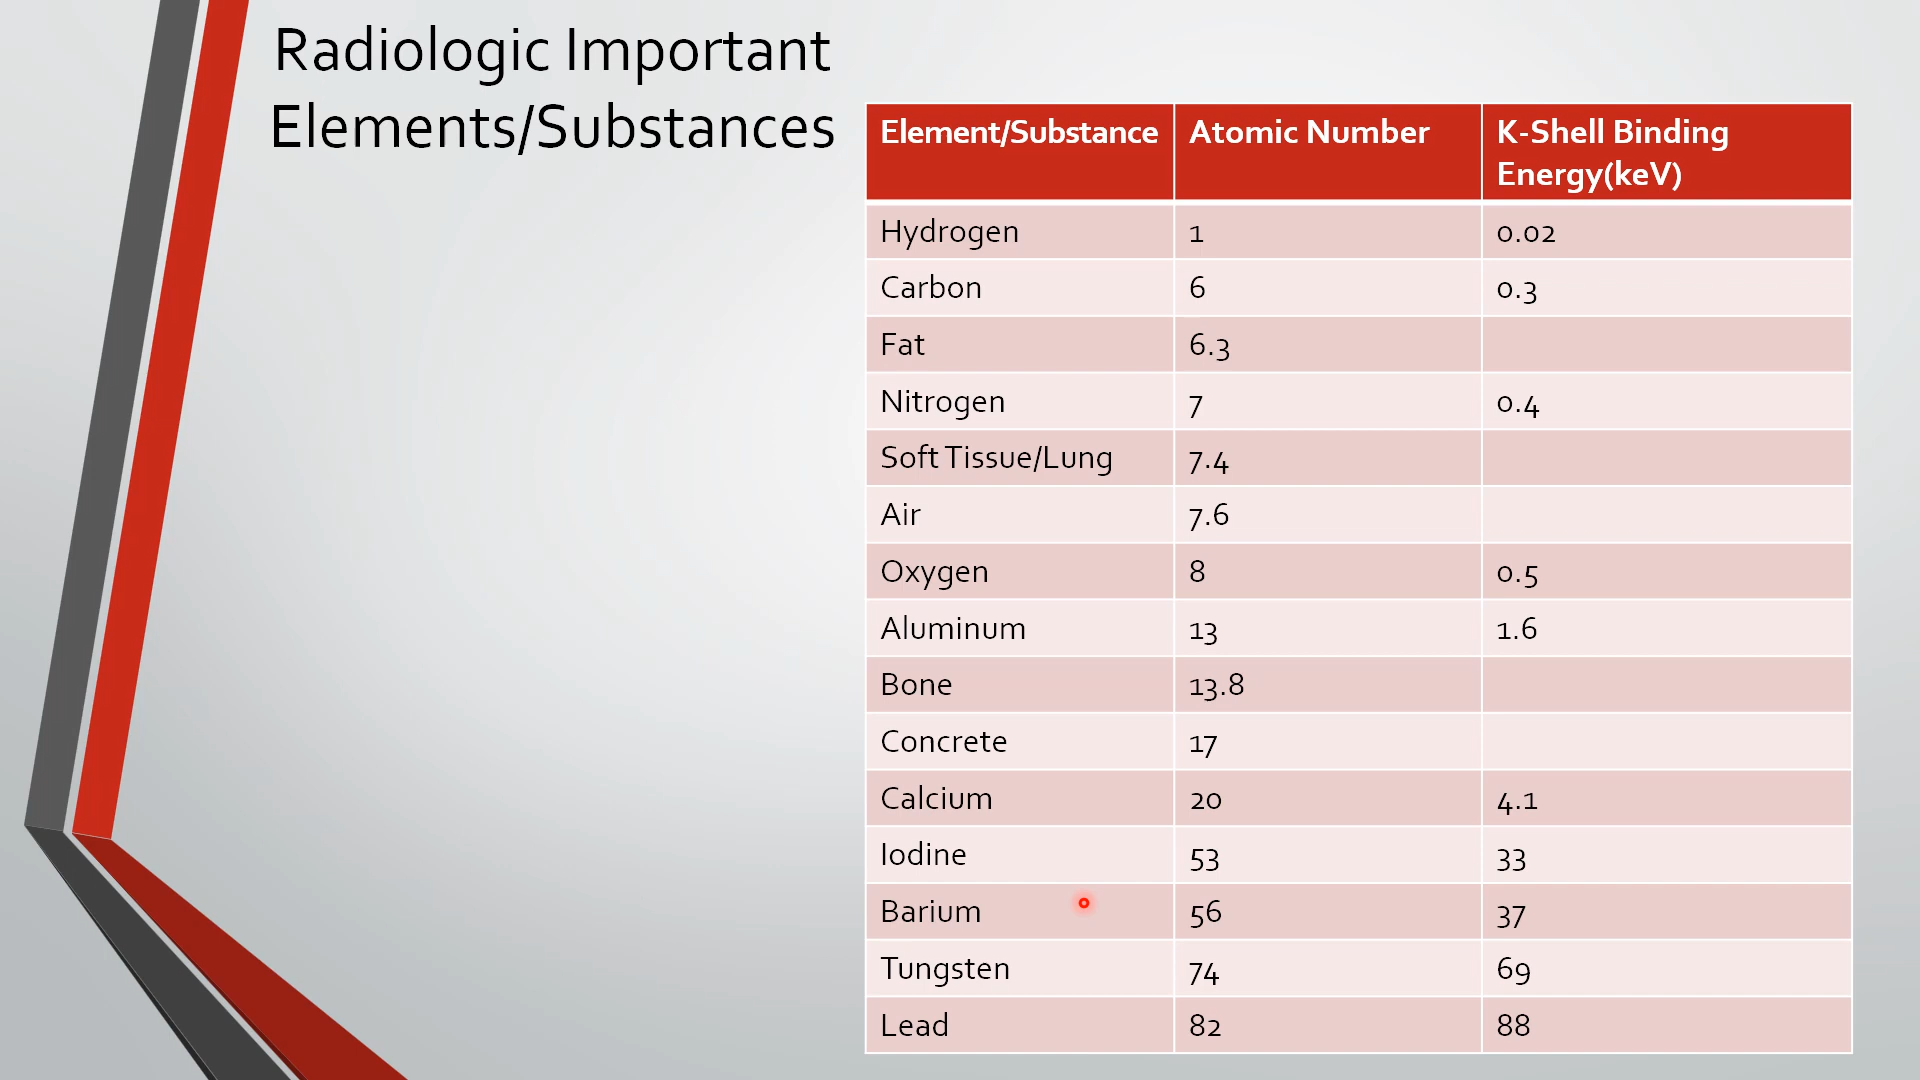 Radiologic Important
Elements/Substances
Element/Substance Atomic Number K-Shell Binding
Energy(keV)
Hydrogen 1 0.02
Carbon 6 0.3
Fat 6.3
Nitrogen 7 0.4
Soft Tissue/Lung 7.4
Air 7.6
Oxygen 8 0.5
Aluminum 13 1.6
Bone 13.8
Concrete 17
Calcium 20 4.1
Iodine 53 33
Barium 56 37
Tungsten 74 69
Lead 82 88